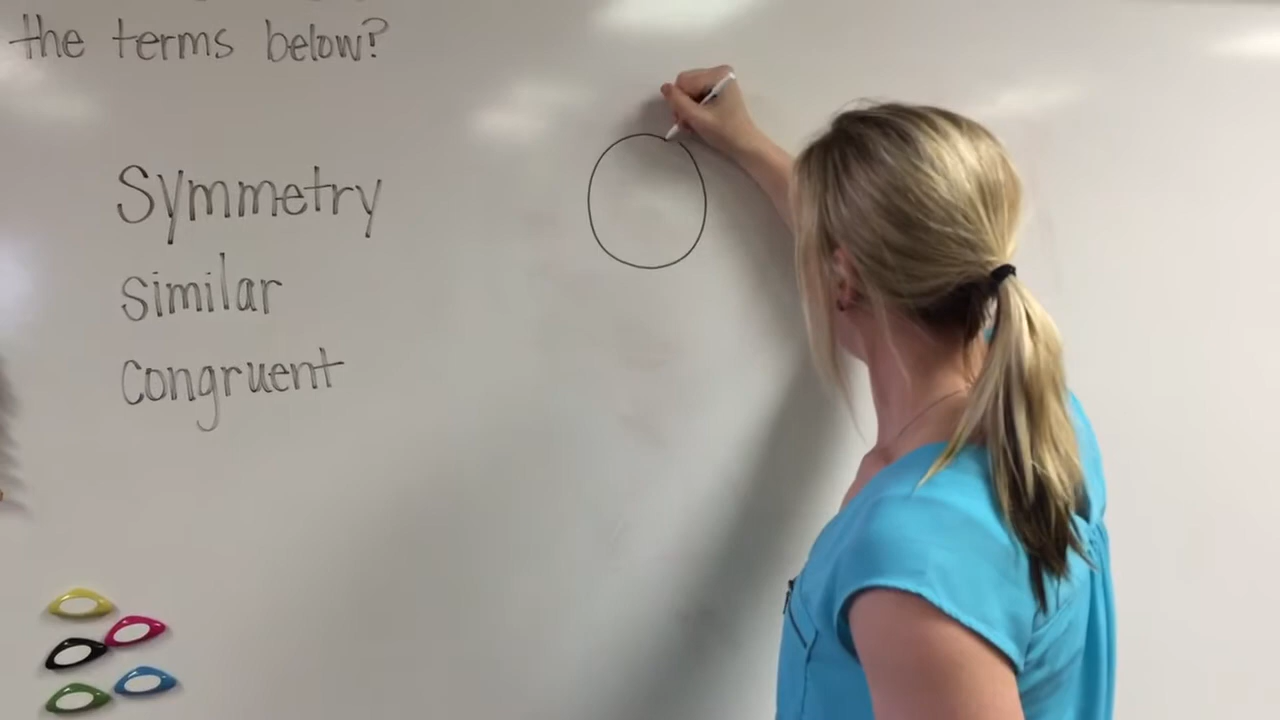 the terms below?
Symmetry
similar
congruent